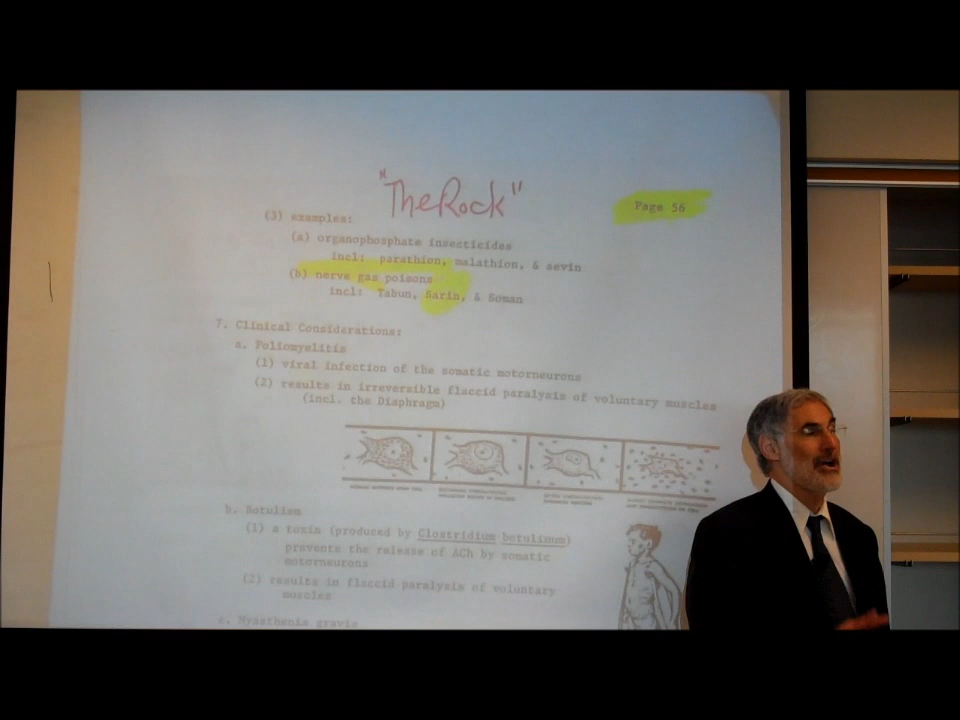 "The Rock"
Page 56
(3) examples:
(a) organophosphate insecticides
incl: parathion, malathion, & sevin
(b) nerve gas poisons
incl: Tabun, Sarin, & Soman
7. Clinical Considerations:
a. Poliomyelitis
(1) viral infection of the somatic motorneurons
(2) results in irreversible flaccid paralysis of voluntary muscles
(incl. the Diaphragm)
b. Botulism
(1) a toxin (produced by Clostridium botulinum)
prevents the release of ACh by somatic
motorneurons
(2) results in flaccid paralysis of voluntary
muscles
c. Myasthenia gravis